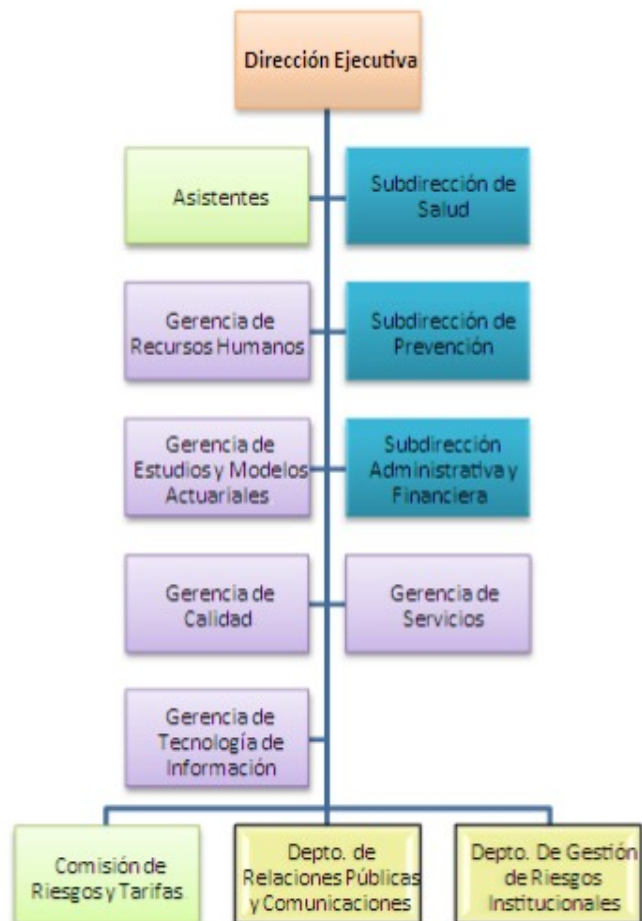 Dirección Ejecutiva
Asistentes
Subdirección de
Salud
Gerencia de
Recursos Humanos
Subdirección de
Prevención
Gerencia de
Estudios y Modelos
Actuariales
Subdirección
Administrativa y
Financiera
Gerencia de
Calidad
Gerencia de
Servicios
Gerencia de
Tecnología de
Información
Comisión de
Riesgos y Tarifas
Depto. de
Relaciones Públicas
y Comunicaciones
Depto. De Gestión
de Riesgos
Institucionales